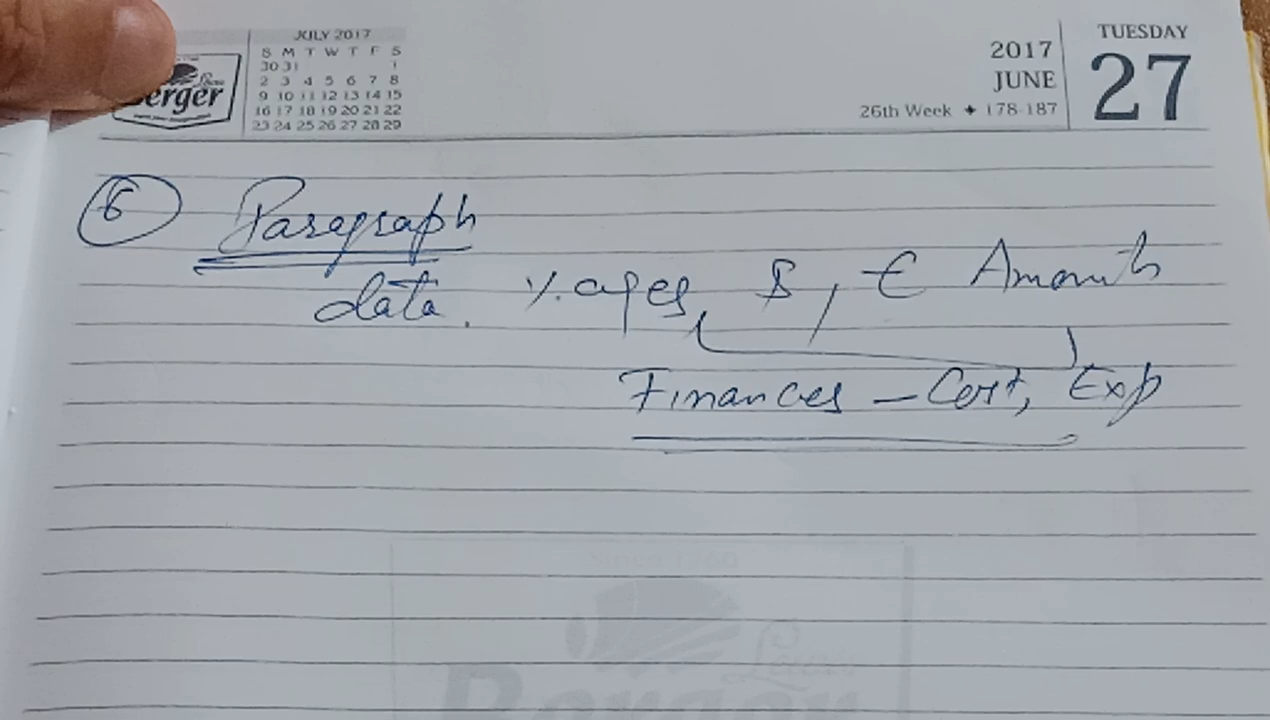 JULY 2017
S M T W T F S
30 31 1
2 3 4 5 6 7 8
9 10 11 12 13 14 15
16 17 18 19 20 21 22
23 24 25 26 27 28 29
Berger
2017
JUNE
26th Week ✦ 178-187
TUESDAY
27
6 Paragraph
data. %ages, $, € Amounts
Finances – Cost, Exp
Berger